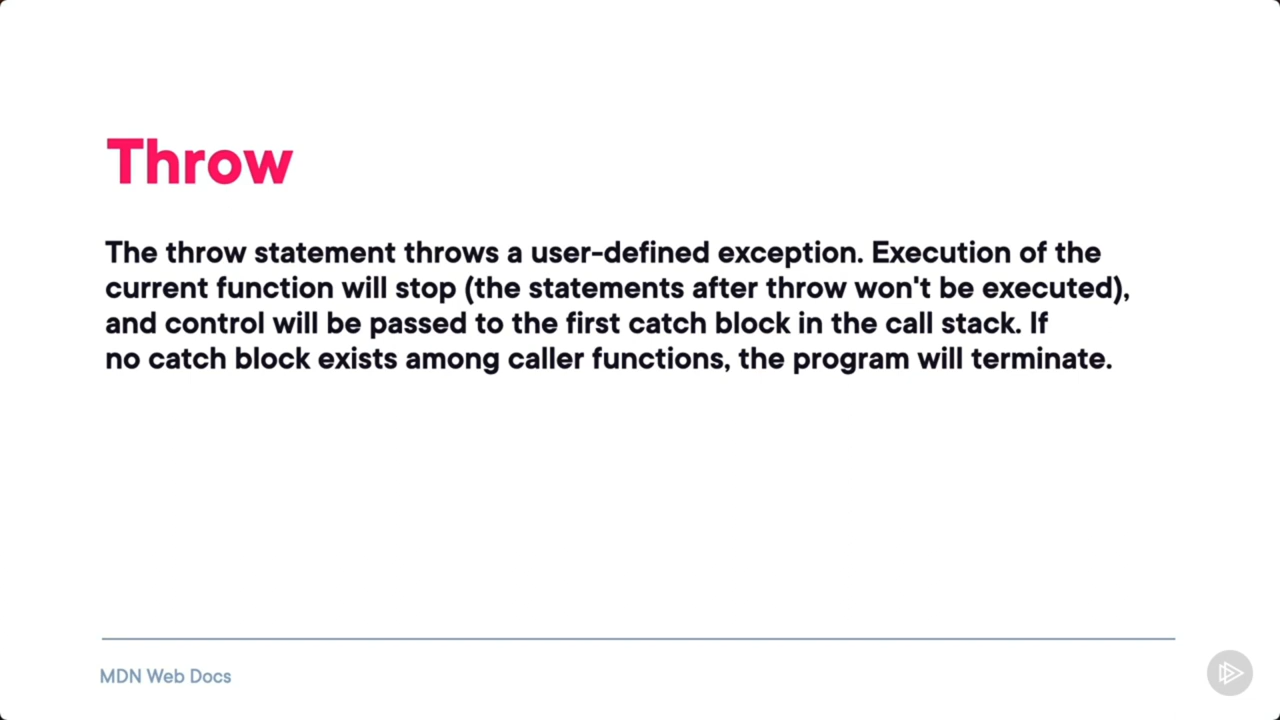 Throw
The throw statement throws a user-defined exception. Execution of the
current function will stop (the statements after throw won't be executed),
and control will be passed to the first catch block in the call stack. If
no catch block exists among caller functions, the program will terminate.
MDN Web Docs